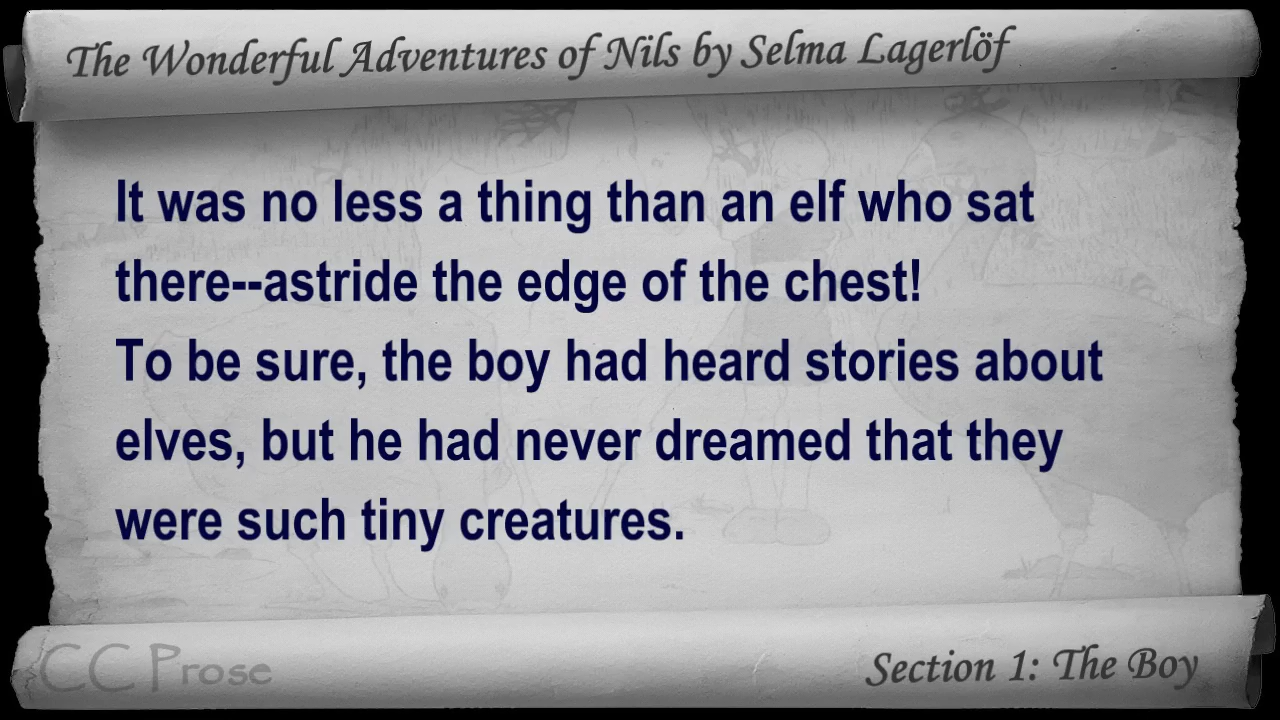 The Wonderful Adventures of Nils by Selma Lagerlöf
It was no less a thing than an elf who sat
there--astride the edge of the chest!
To be sure, the boy had heard stories about
elves, but he had never dreamed that they
were such tiny creatures.
CC Prose
Section 1: The Boy